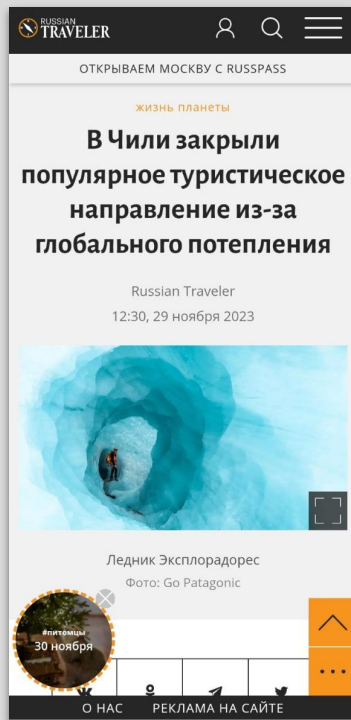 RUSSIAN
TRAVELER
ОТКРЫВАЕМ МОСКВУ С RUSSPASS
жизнь планеты
В Чили закрыли
популярное туристическое
направление из-за
глобального потепления
Russian Traveler
12:30, 29 ноября 2023
Ледник Эксплорадорес
Фото: Go Patagonic
#питомцы
30 ноября
О НАС РЕКЛАМА НА САЙТЕ